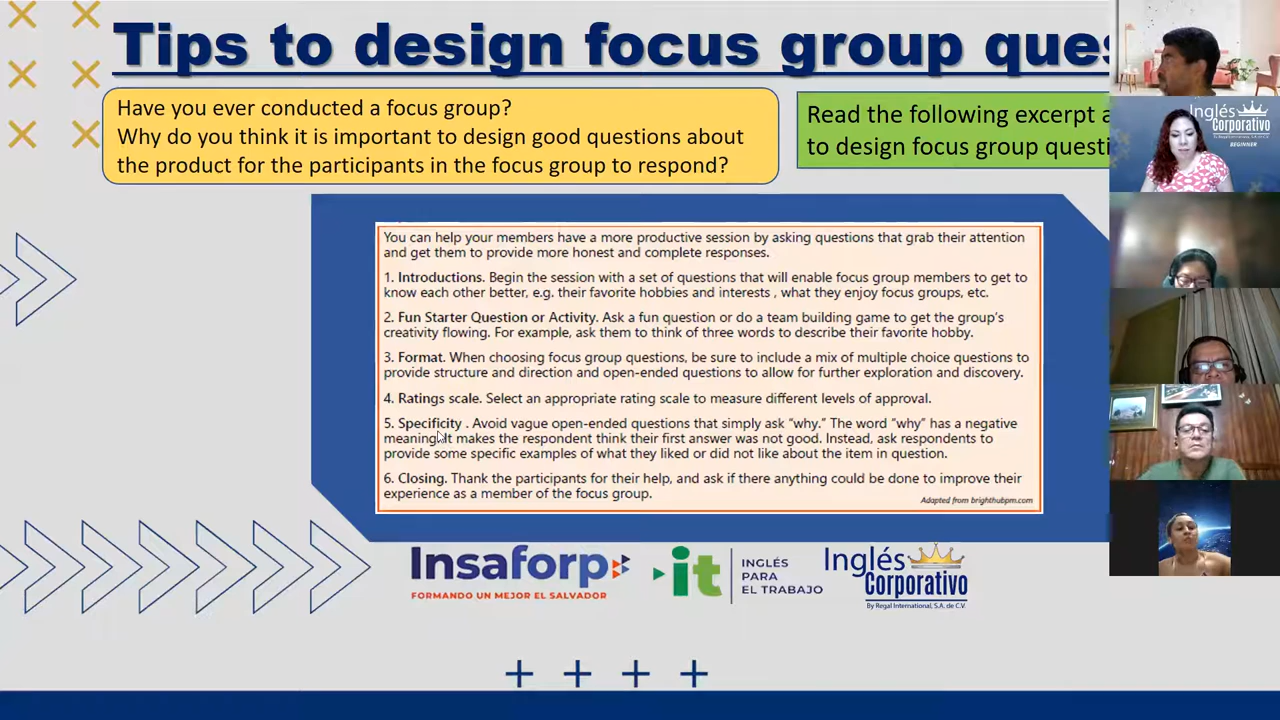 Tips to design focus group ques
Have you ever conducted a focus group?
Why do you think it is important to design good questions about
the product for the participants in the focus group to respond?
Read the following excerpt a
to design focus group questi
You can help your members have a more productive session by asking questions that grab their attention
and get them to provide more honest and complete responses.
1. Introductions. Begin the session with a set of questions that will enable focus group members to get to
know each other better, e.g. their favorite hobbies and interests , what they enjoy focus groups, etc.
2. Fun Starter Question or Activity. Ask a fun question or do a team building game to get the group's
creativity flowing. For example, ask them to think of three words to describe their favorite hobby.
3. Format. When choosing focus group questions, be sure to include a mix of multiple choice questions to
provide structure and direction and open-ended questions to allow for further exploration and discovery.
4. Ratings scale. Select an appropriate rating scale to measure different levels of approval.
5. Specificity . Avoid vague open-ended questions that simply ask “why.” The word “why” has a negative
meaning.It makes the respondent think their first answer was not good. Instead, ask respondents to
provide some specific examples of what they liked or did not like about the item in question.
6. Closing. Thank the participants for their help, and ask if there anything could be done to improve their
experience as a member of the focus group.
Adapted from brighthubpm.com
Insaforp
FORMANDO UN MEJOR EL SALVADOR
it
INGLÉS
PARA
EL TRABAJO
Inglés
Corporativo
By Regal International, S.A. de C.V.
Inglés
Corporativo
By Regal International, S.A. de C.V.
BEGINNER